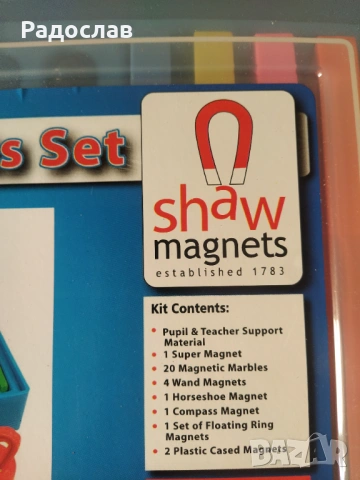 Радослав
s Set
shaw
magnets
established 1783
Kit Contents:
• Pupil & Teacher Support
Material
• 1 Super Magnet
• 20 Magnetic Marbles
• 4 Wand Magnets
• 1 Horseshoe Magnet
• 1 Compass Magnet
• 1 Set of Floating Ring
Magnets
• 2 Plastic Cased Magnets
BAZAR